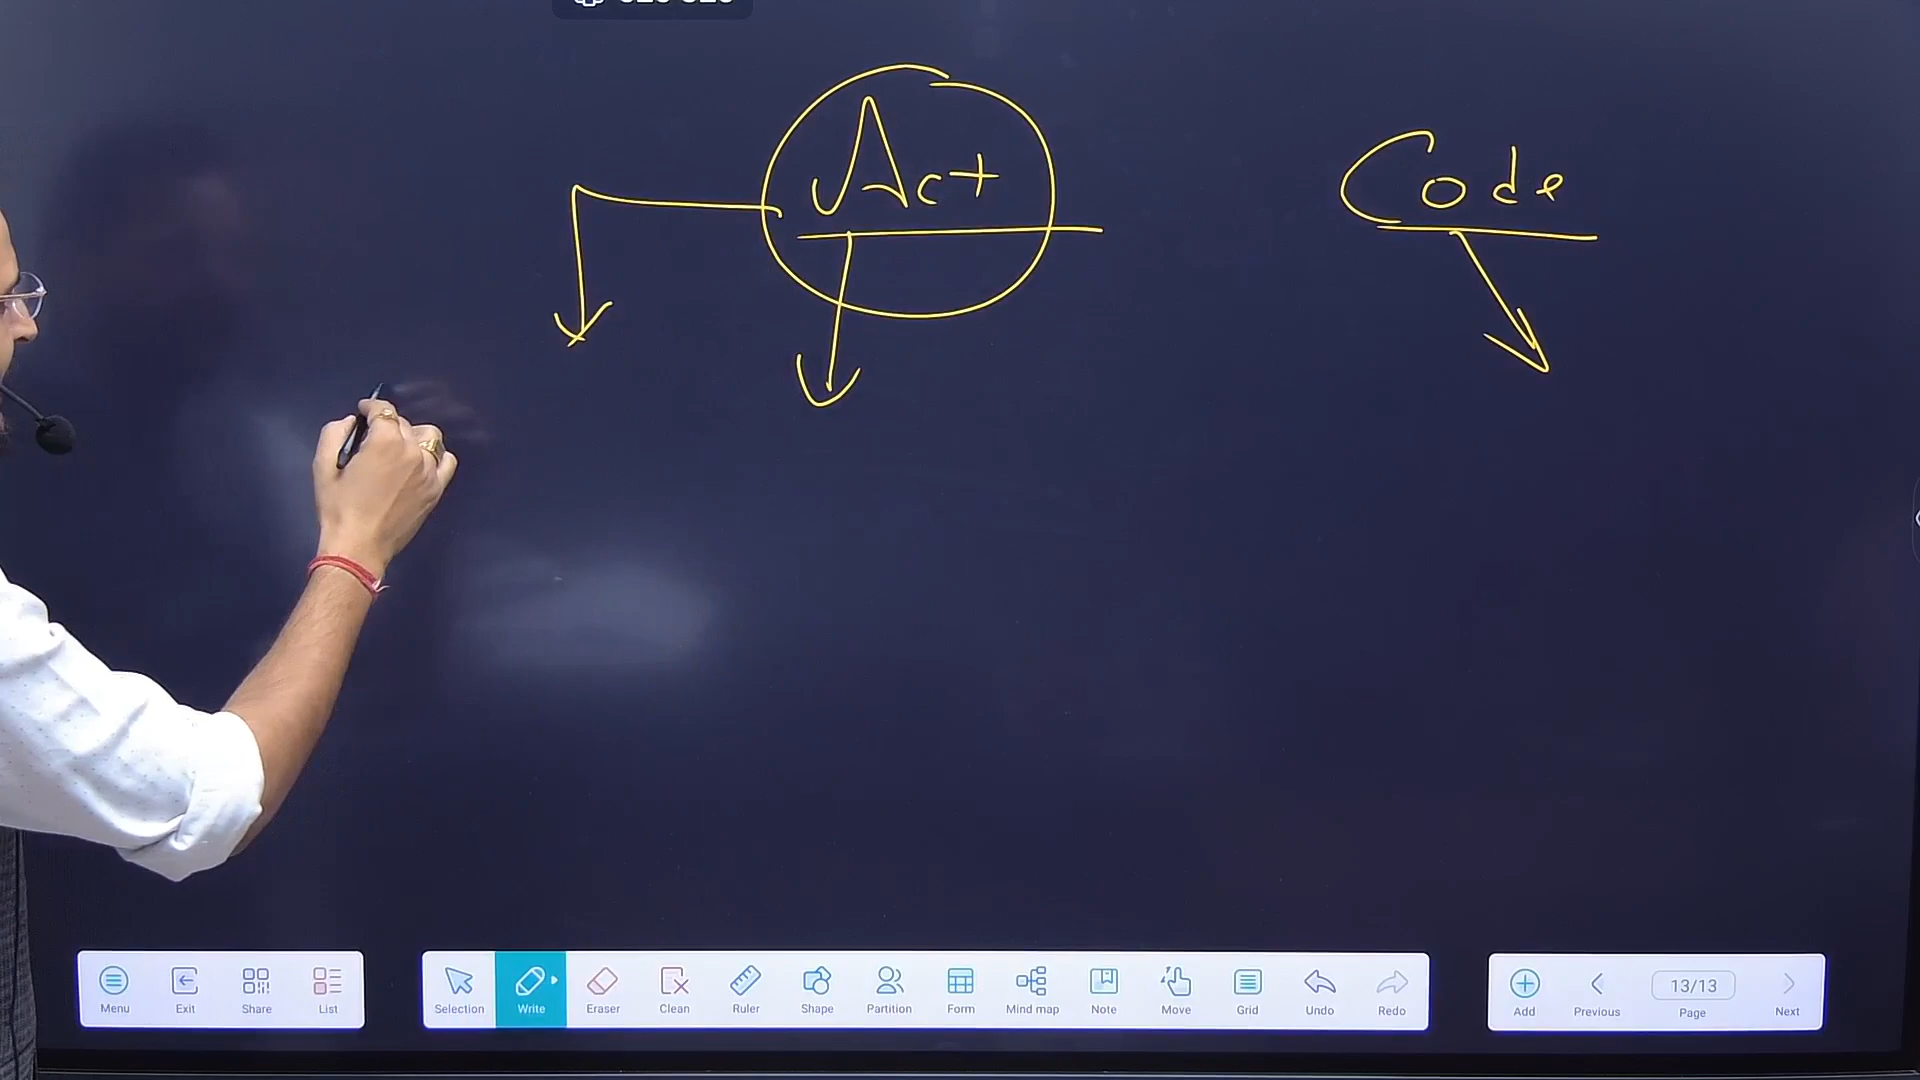 Act
Code
Menu
Exit
Share
List
Selection
Write
Eraser
Clean
Ruler
Shape
Partition
Form
Mind map
Note
Move
Grid
Undo
Redo
Add
Previous
13/13
Page
Next